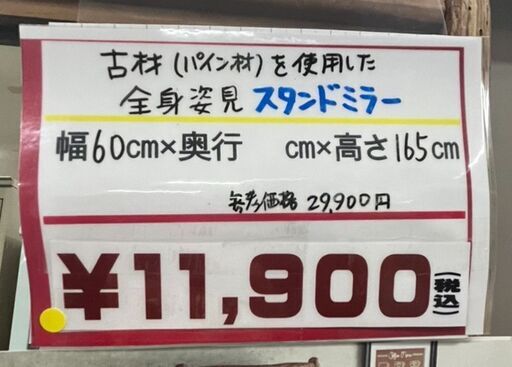 古材(パイン材)を使用した
全身姿見 スタンドミラー
幅60cm×奥行 cm×高さ165cm
参考価格 29,900円
¥11,900(税込)